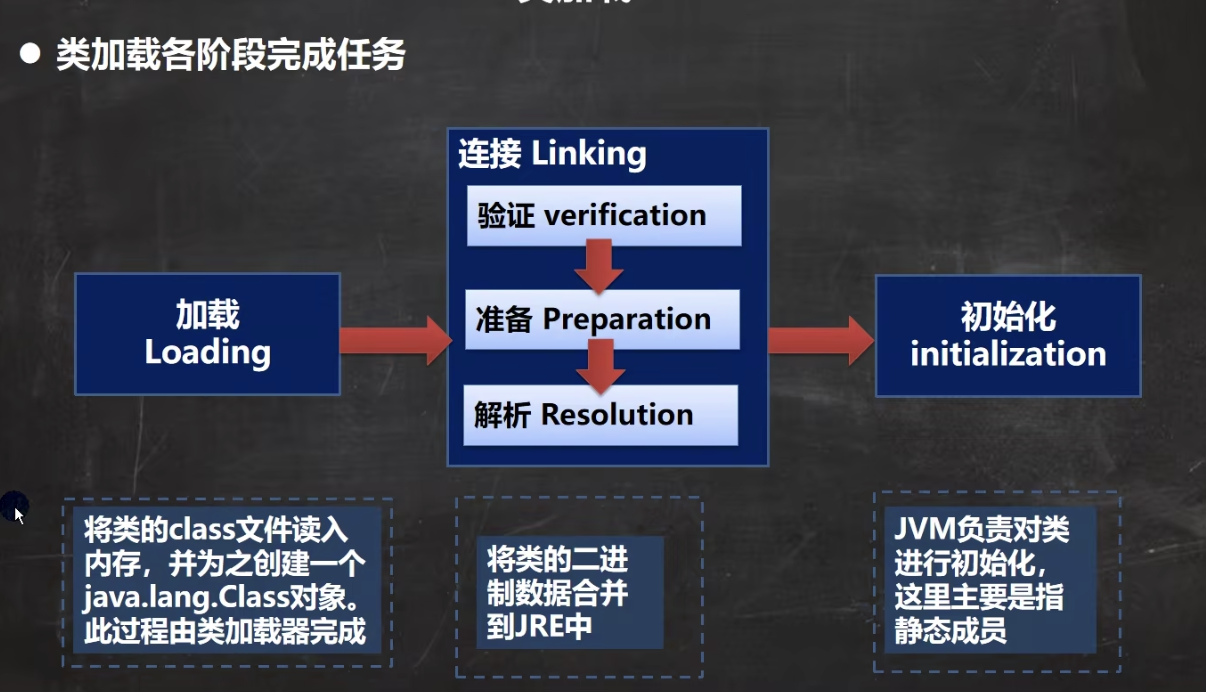 ● 类加载各阶段完成任务
连接 Linking
验证 verification
准备 Preparation
解析 Resolution
加载
Loading
初始化
initialization
将类的class文件读入
内存，并为之创建一个
java.lang.Class对象。
此过程由类加载器完成
将类的二进
制数据合并
到JRE中
JVM负责对类
进行初始化，
这里主要是指
静态成员